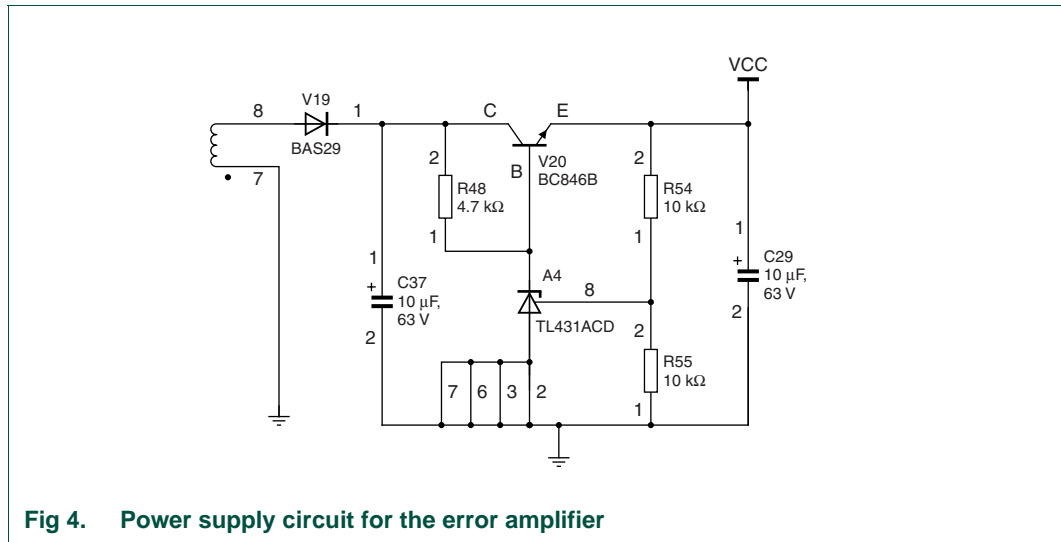 VCC
V19
8
1
C
E
BAS29
V20
BC846B
2
B
2
7
R48
4.7 kΩ
R54
10 kΩ
1
1
1
1
A4
C29
10 μF,
63 V
+
8
C37
10 μF,
63 V
+
TL431ACD
2
2
2
R55
10 kΩ
7
6
3
2
1
Fig 4. Power supply circuit for the error amplifier